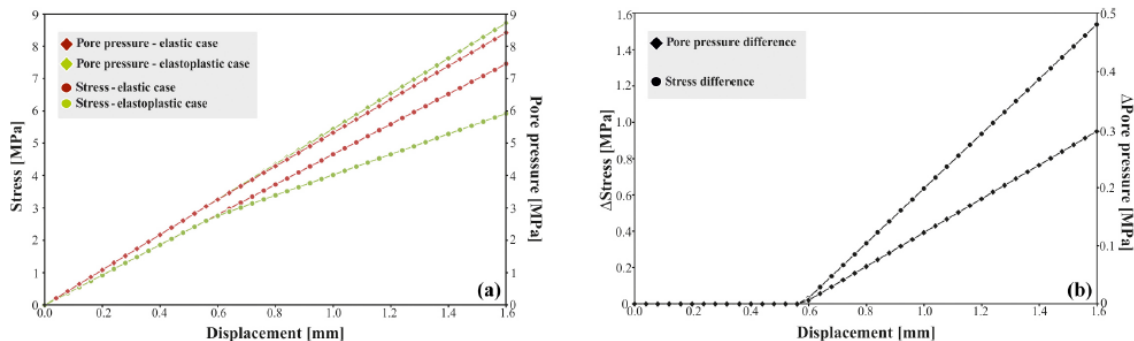 9
8
7
6
5
4
3
2
1
0
Stress [MPa]
Pore pressure - elastic case
Pore pressure - elastoplastic case
Stress - elastic case
Stress - elastoplastic case
9
8
7
6
5
4
3
2
1
0
Pore pressure [MPa]
(a)
0.0 0.2 0.4 0.6 0.8 1.0 1.2 1.4 1.6
Displacement [mm]
1.6
1.4
1.2
1.0
0.8
0.6
0.4
0.2
0
ΔStress [MPa]
Pore pressure difference
Stress difference
0.5
0.4
0.3
0.2
0.1
0
ΔPore pressure [MPa]
(b)
0.0 0.2 0.4 0.6 0.8 1.0 1.2 1.4 1.6
Displacement [mm]